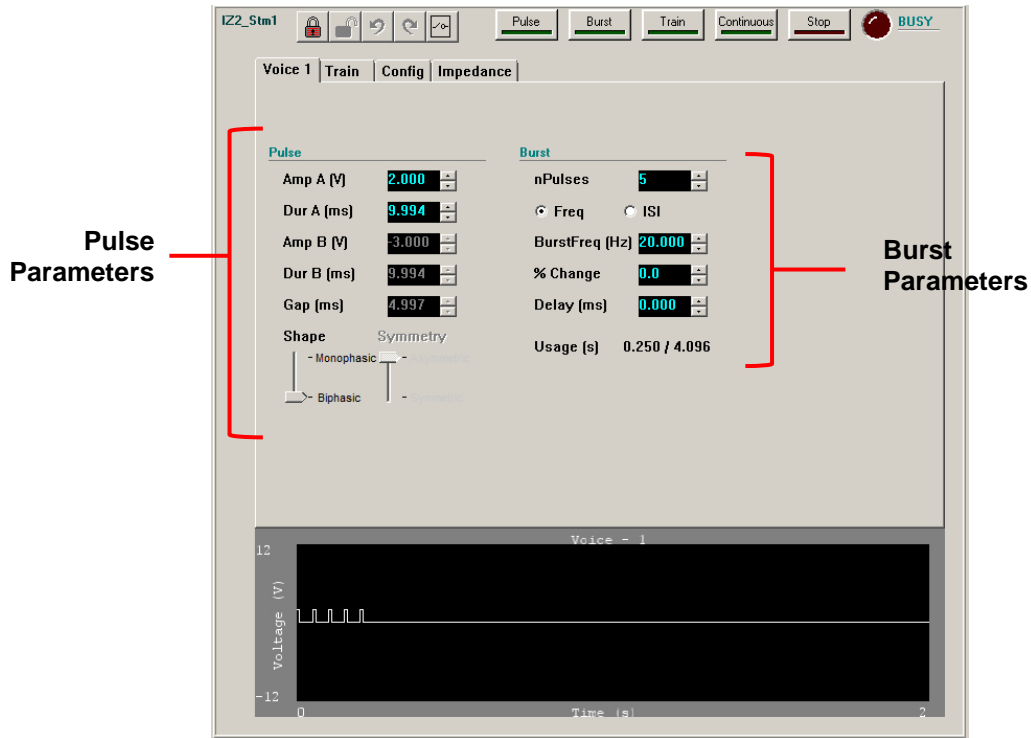 IZ2_Stm1
Pulse Burst Train Continuous Stop BUSY
Voice 1 Train Config Impedance
Pulse
Amp A (V) 2.000
Dur A (ms) 9.994
Amp B (V) -3.000
Dur B (ms) 9.994
Gap (ms) 4.997
Shape Symmetry
- Monophasic - Asymmetric
- Biphasic - Symmetric
Burst
nPulses 5
Freq ISI
BurstFreq (Hz) 20.000
% Change 0.0
Delay (ms) 0.000
Usage (s) 0.250 / 4.096
Pulse
Parameters
Burst
Parameters
Voice - 1
12
Voltage (V)
-12
0 Time (s) 2